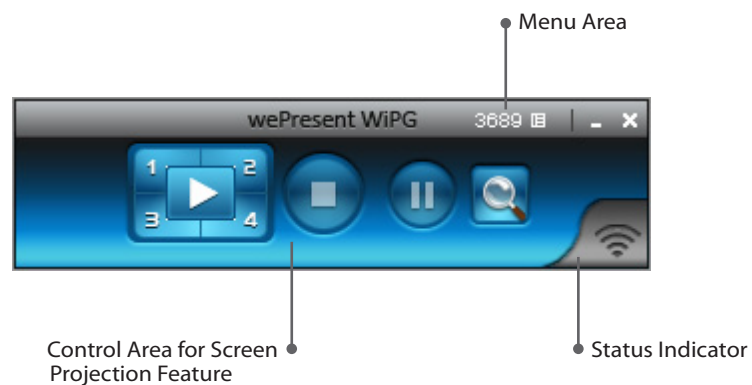 Menu Area
wePresent WiPG 3689
1 2
3 4
Control Area for Screen
Projection Feature
Status Indicator